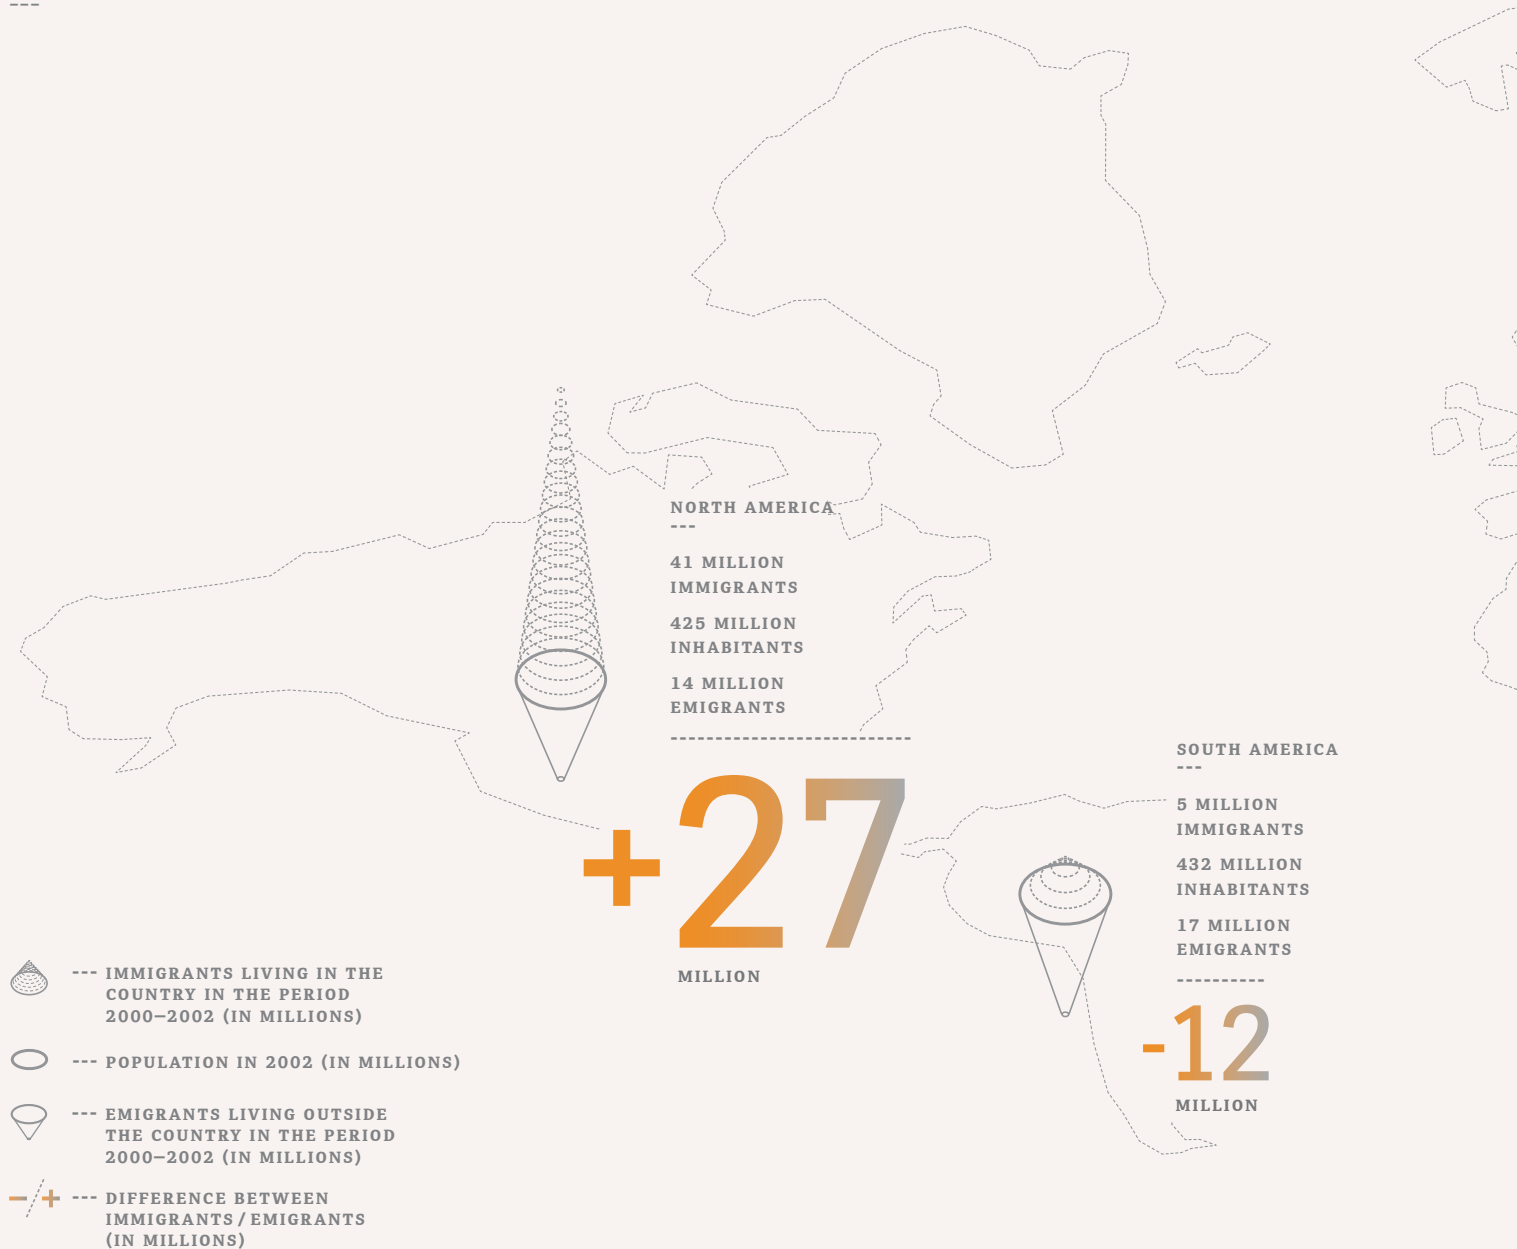 NORTH AMERICA
---
41 MILLION
IMMIGRANTS
425 MILLION
INHABITANTS
14 MILLION
EMIGRANTS
+27
MILLION
SOUTH AMERICA
---
5 MILLION
IMMIGRANTS
432 MILLION
INHABITANTS
17 MILLION
EMIGRANTS
-12
MILLION
--- IMMIGRANTS LIVING IN THE
COUNTRY IN THE PERIOD
2000–2002 (IN MILLIONS)
--- POPULATION IN 2002 (IN MILLIONS)
--- EMIGRANTS LIVING OUTSIDE
THE COUNTRY IN THE PERIOD
2000–2002 (IN MILLIONS)
-/+ --- DIFFERENCE BETWEEN
IMMIGRANTS/EMIGRANTS
(IN MILLIONS)